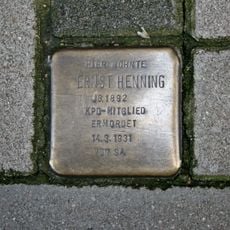 HIER WOHNTE
ERNST HENNING
JG. 1892
KPD-MITGLIED
ERMORDET
14.3.1931
VON SA